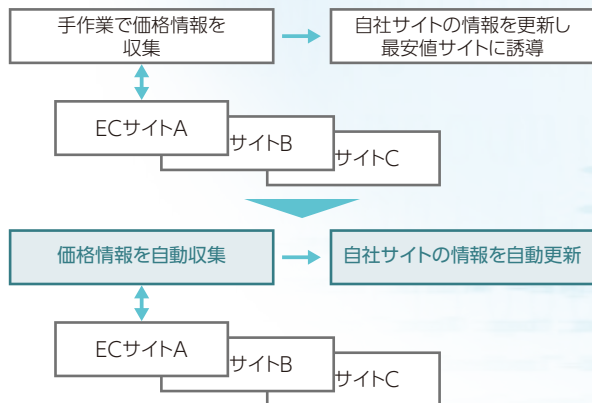 手作業で価格情報を
収集
自社サイトの情報を更新し
最安値サイトに誘導
ECサイトA
サイトB
サイトC
価格情報を自動収集
自社サイトの情報を自動更新
ECサイトA
サイトB
サイトC